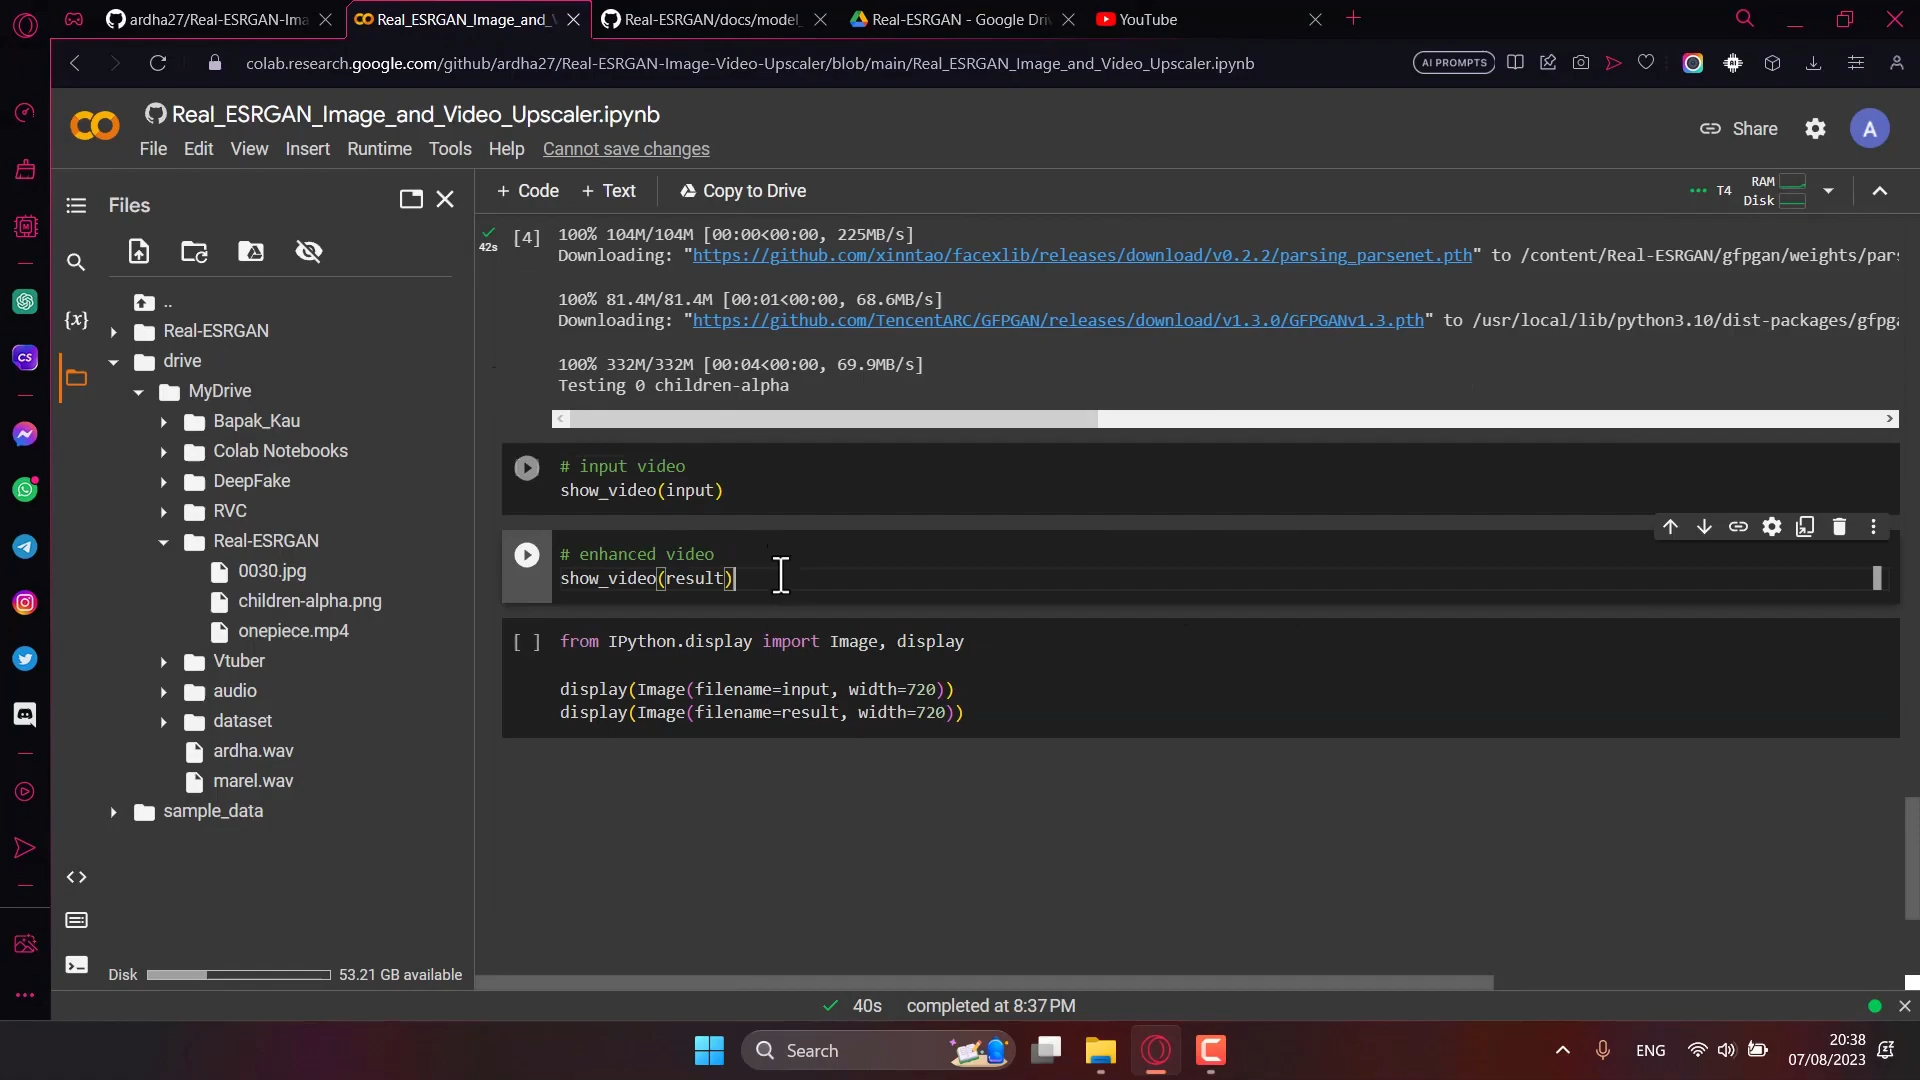 ardha27/Real-ESRGAN-Ima
Real_ESRGAN_Image_and_
Real-ESRGAN/docs/model_
Real-ESRGAN - Google Dri
YouTube
colab.research.google.com/github/ardha27/Real-ESRGAN-Image-Video-Upscaler/blob/main/Real_ESRGAN_Image_and_Video_Upscaler.ipynb
AI PROMPTS
AI
CO
Real_ESRGAN_Image_and_Video_Upscaler.ipynb
Share
A
File Edit View Insert Runtime Tools Help Cannot save changes
Files
+ Code + Text Copy to Drive
T4
RAM
Disk
..
Real-ESRGAN
drive
MyDrive
Bapak_Kau
Colab Notebooks
DeepFake
RVC
Real-ESRGAN
0030.jpg
children-alpha.png
onepiece.mp4
Vtuber
audio
dataset
ardha.wav
marel.wav
sample_data
{x}
CS
<>
Disk 53.21 GB available
42s
[4] 100% 104M/104M [00:00<00:00, 225MB/s]
Downloading: "https://github.com/xinntao/facexlib/releases/download/v0.2.2/parsing_parsenet.pth" to /content/Real-ESRGAN/gfpgan/weights/par
100% 81.4M/81.4M [00:01<00:00, 68.6MB/s]
Downloading: "https://github.com/TencentARC/GFPGAN/releases/download/v1.3.0/GFPGANv1.3.pth" to /usr/local/lib/python3.10/dist-packages/gfpga
100% 332M/332M [00:04<00:00, 69.9MB/s]
Testing 0 children-alpha
# input video
show_video(input)
# enhanced video
show_video(result)
[ ] from IPython.display import Image, display
display(Image(filename=input, width=720))
display(Image(filename=result, width=720))
40s completed at 8:37 PM
Search
ENG
20:38
07/08/2023